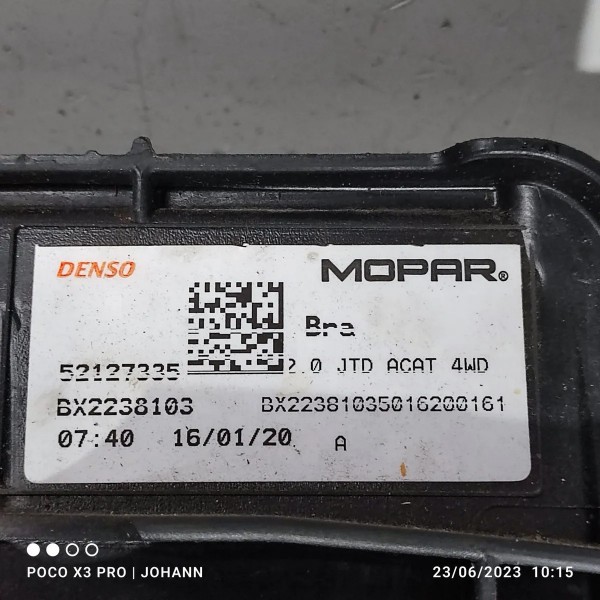 DENSO MOPAR®
Bra
52127335 2.0 JTD ACAT 4WD
BX2238103 BX22381035016200161
07:40 16/01/20 A
POCO X3 PRO | JOHANN 23/06/2023 10:15